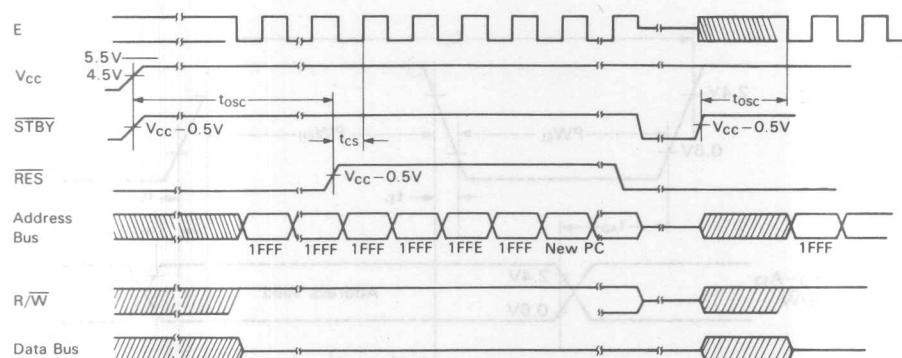 E
5.5V
4.5V
Vcc
tosc
tosc
STBY
Vcc−0.5V
tcs
Vcc−0.5V
RES
Vcc−0.5V
Address
Bus
1FFF 1FFF 1FFF 1FFF 1FFE 1FFF New PC 1FFF
R/W
Data Bus